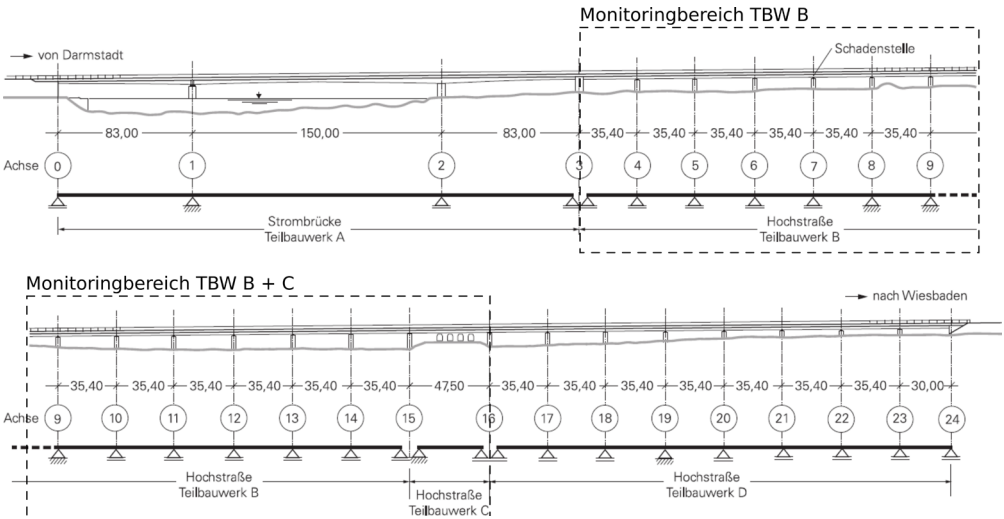 Monitoringbereich TBW B
von Darmstadt
Schadenstelle
83,00 150,00 83,00 35,40 35,40 35,40 35,40 35,40 35,40
Achse 0 1 2 3 4 5 6 7 8 9
Strombrücke
Teilbauwerk A
Hochstraße
Teilbauwerk B
Monitoringbereich TBW B + C
nach Wiesbaden
35,40 35,40 35,40 35,40 35,40 35,40 47,50 35,40 35,40 35,40 35,40 35,40 35,40 35,40 30,00
Achse 9 10 11 12 13 14 15 16 17 18 19 20 21 22 23 24
Hochstraße
Teilbauwerk B
Hochstraße
Teilbauwerk C
Hochstraße
Teilbauwerk D